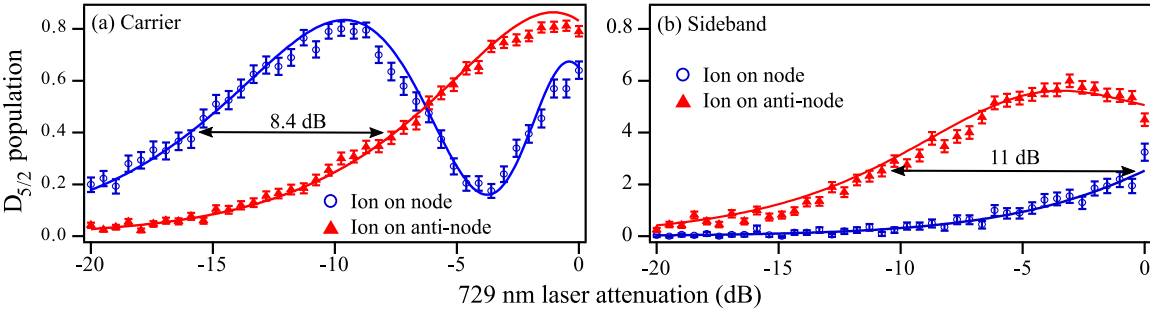 (a) Carrier
(b) Sideband
D5/2 population
0.8
0.6
0.4
0.2
0.0
8.4 dB
Ion on node
Ion on anti-node
-20
-15
-10
-5
0
8
6
4
2
0
Ion on node
Ion on anti-node
11 dB
-20
-15
-10
-5
0
729 nm laser attenuation (dB)